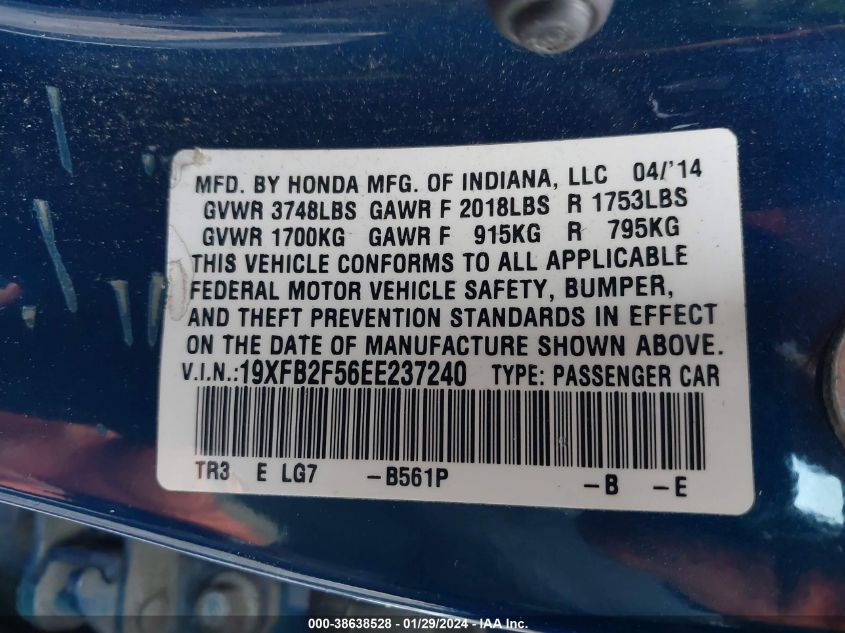 MFD. BY HONDA MFG. OF INDIANA, LLC 04/'14
GVWR 3748LBS GAWR F 2018LBS R 1753LBS
GVWR 1700KG GAWR F 915KG R 795KG
THIS VEHICLE CONFORMS TO ALL APPLICABLE
FEDERAL MOTOR VEHICLE SAFETY, BUMPER,
AND THEFT PREVENTION STANDARDS IN EFFECT
ON THE DATE OF MANUFACTURE SHOWN ABOVE.
V.I.N.:19XFB2F56EE237240 TYPE: PASSENGER CAR
TR3 E LG7 -B561P -B -E
000-38638528 - 01/29/2024 - IAAI.com